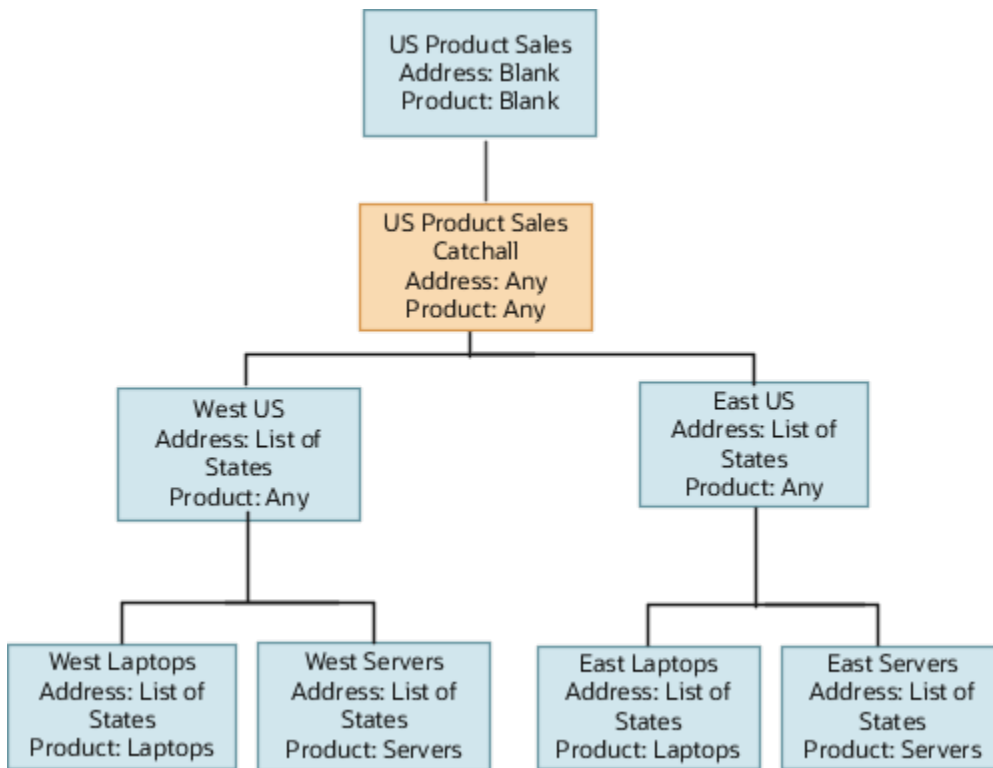 US Product Sales
Address: Blank
Product: Blank
US Product Sales
Catchall
Address: Any
Product: Any
West US
Address: List of
States
Product: Any
East US
Address: List of
States
Product: Any
West Laptops
Address: List of
States
Product: Laptops
West Servers
Address: List of
States
Product: Servers
East Laptops
Address: List of
States
Product: Laptops
East Servers
Address: List of
States
Product: Servers